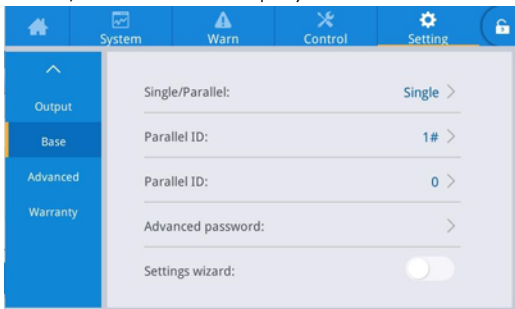 System Warn Control Setting
Output
Base
Advanced
Warranty
Single/Parallel: Single
Parallel ID: 1#
Parallel ID: 0
Advanced password:
Settings wizard: